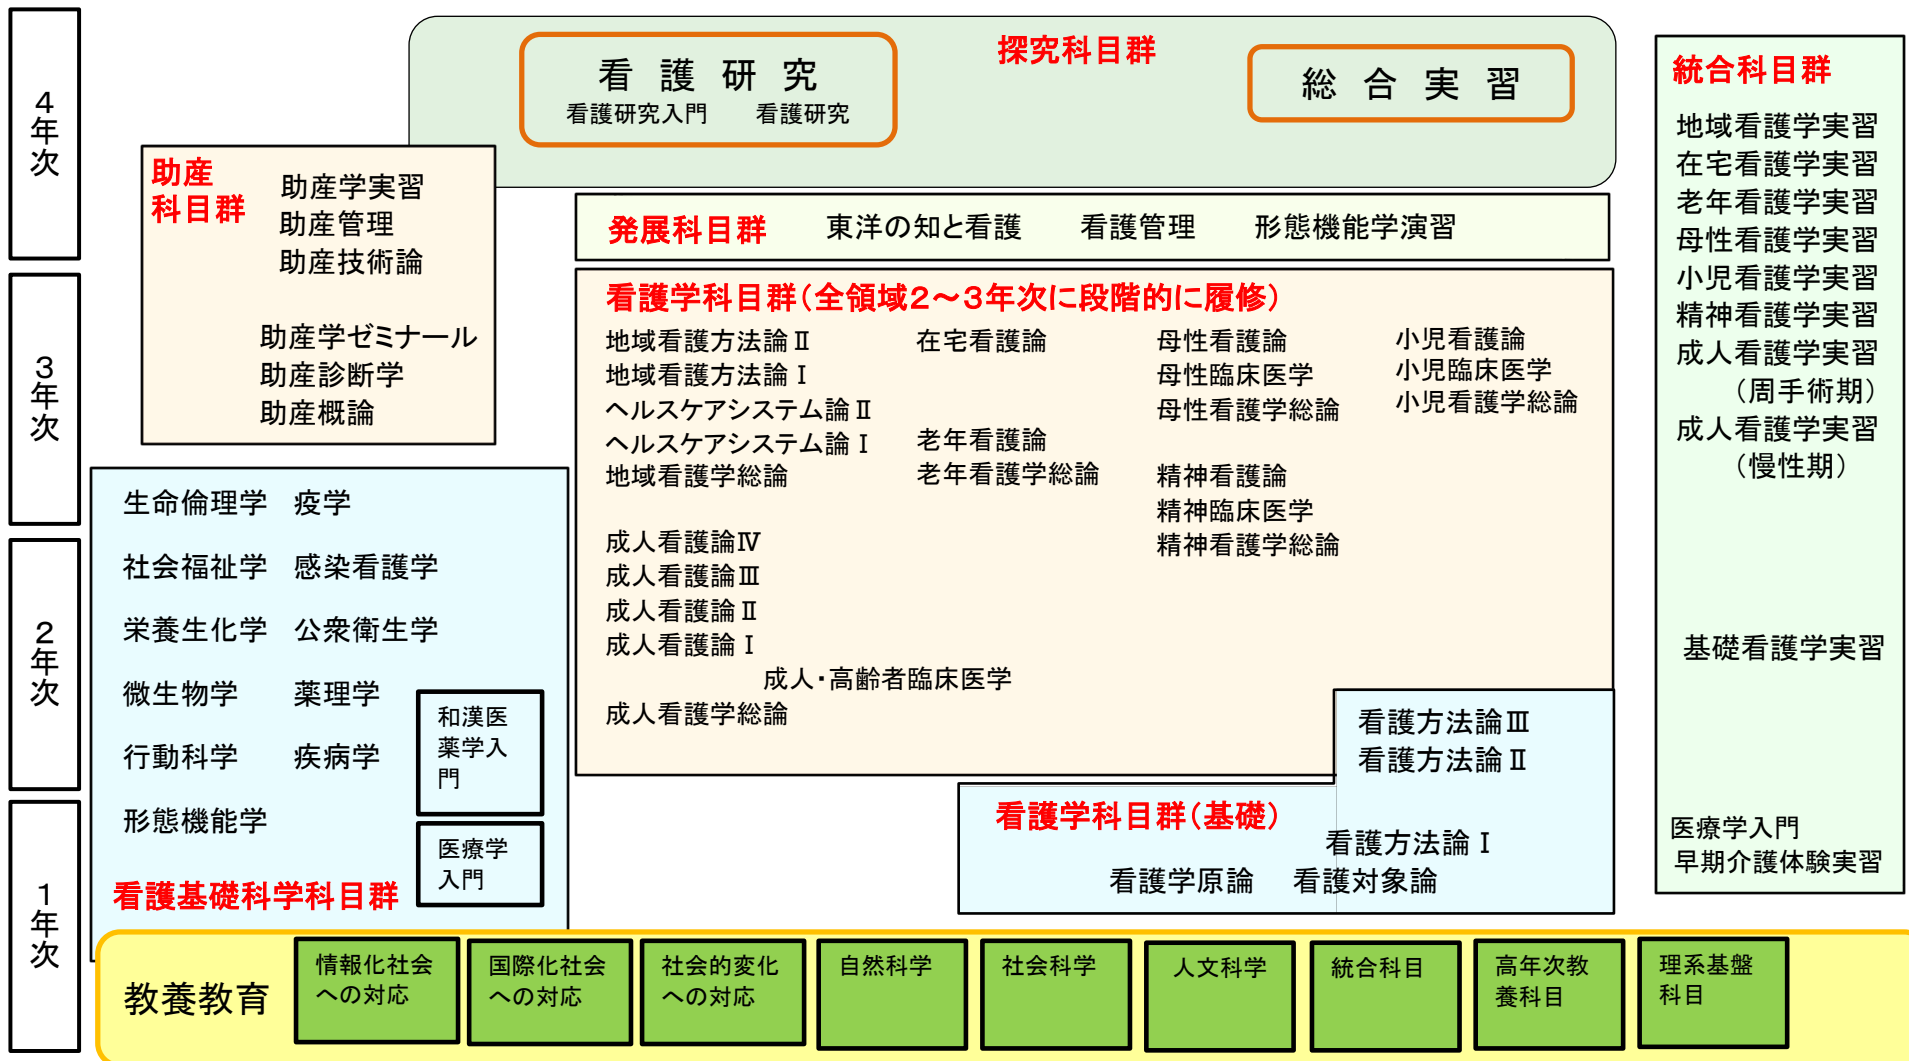 4年次
3年次
2年次
1年次
探究科目群
看護研究
看護研究入門　看護研究
総合実習
助産
科目群
助産学実習
助産管理
助産技術論
助産学ゼミナール
助産診断学
助産概論
発展科目群　東洋の知と看護　看護管理　形態機能学演習
看護学科目群(全領域2～3年次に段階的に履修)
地域看護方法論Ⅱ
地域看護方法論Ⅰ
ヘルスケアシステム論Ⅱ
ヘルスケアシステム論Ⅰ
地域看護学総論
在宅看護論
老年看護論
老年看護学総論
母性看護論
母性臨床医学
母性看護学総論
小児看護論
小児臨床医学
小児看護学総論
精神看護論
精神臨床医学
精神看護学総論
成人看護論Ⅳ
成人看護論Ⅲ
成人看護論Ⅱ
成人看護論Ⅰ
成人・高齢者臨床医学
成人看護学総論
看護方法論Ⅲ
看護方法論Ⅱ
看護学科目群(基礎)
看護方法論Ⅰ
看護学原論　看護対象論
生命倫理学　疫学
社会福祉学　感染看護学
栄養生化学　公衆衛生学
微生物学　薬理学
行動科学　疾病学
形態機能学
和漢医
薬学入
門
医療学
入門
看護基礎科学科目群
統合科目群
地域看護学実習
在宅看護学実習
老年看護学実習
母性看護学実習
小児看護学実習
精神看護学実習
成人看護学実習
(周手術期)
成人看護学実習
(慢性期)
基礎看護学実習
医療学入門
早期介護体験実習
教養教育
情報化社会
への対応
国際化社会
への対応
社会的変化
への対応
自然科学
社会科学
人文科学
統合科目
高年次教
養科目
理系基盤
科目